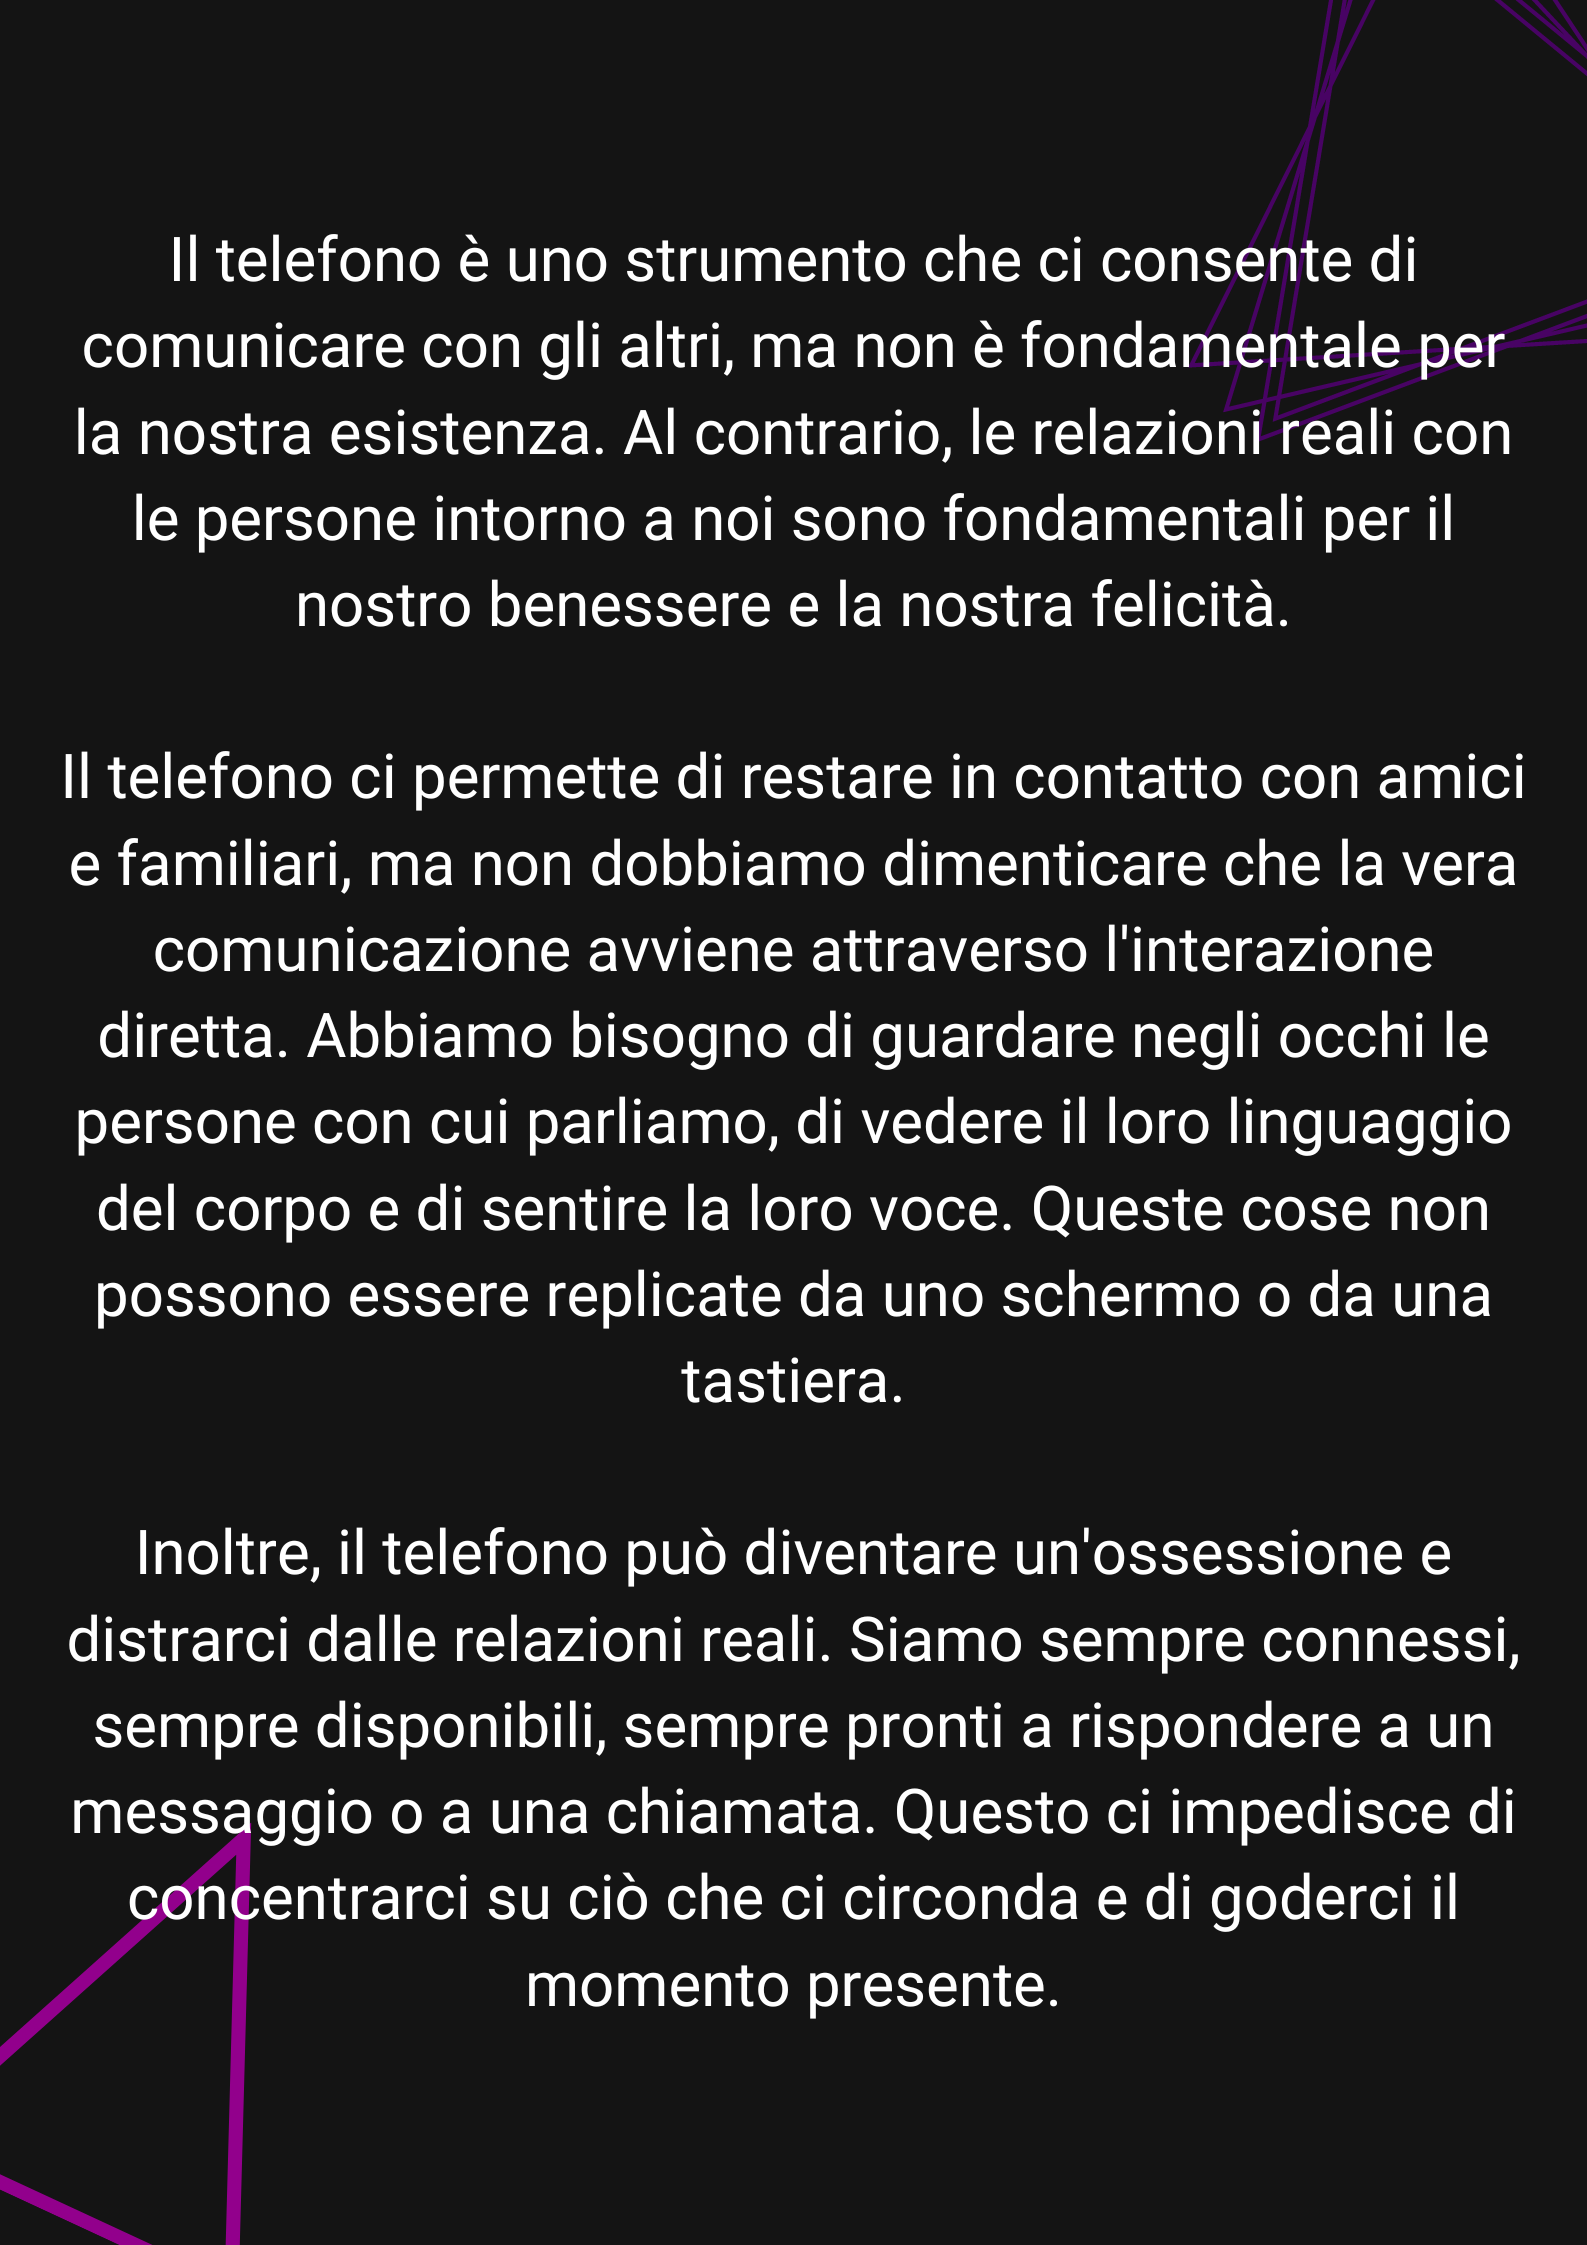 Il telefono è uno strumento che ci consente di
comunicare con gli altri, ma non è fondamentale per
la nostra esistenza. Al contrario, le relazioni reali con
le persone intorno a noi sono fondamentali per il
nostro benessere e la nostra felicità.
Il telefono ci permette di restare in contatto con amici
e familiari, ma non dobbiamo dimenticare che la vera
comunicazione avviene attraverso l'interazione
diretta. Abbiamo bisogno di guardare negli occhi le
persone con cui parliamo, di vedere il loro linguaggio
del corpo e di sentire la loro voce. Queste cose non
possono essere replicate da uno schermo o da una
tastiera.
Inoltre, il telefono può diventare un'ossessione e
distrarci dalle relazioni reali. Siamo sempre connessi,
sempre disponibili, sempre pronti a rispondere a un
messaggio o a una chiamata. Questo ci impedisce di
concentrarci su ciò che ci circonda e di goderci il
momento presente.